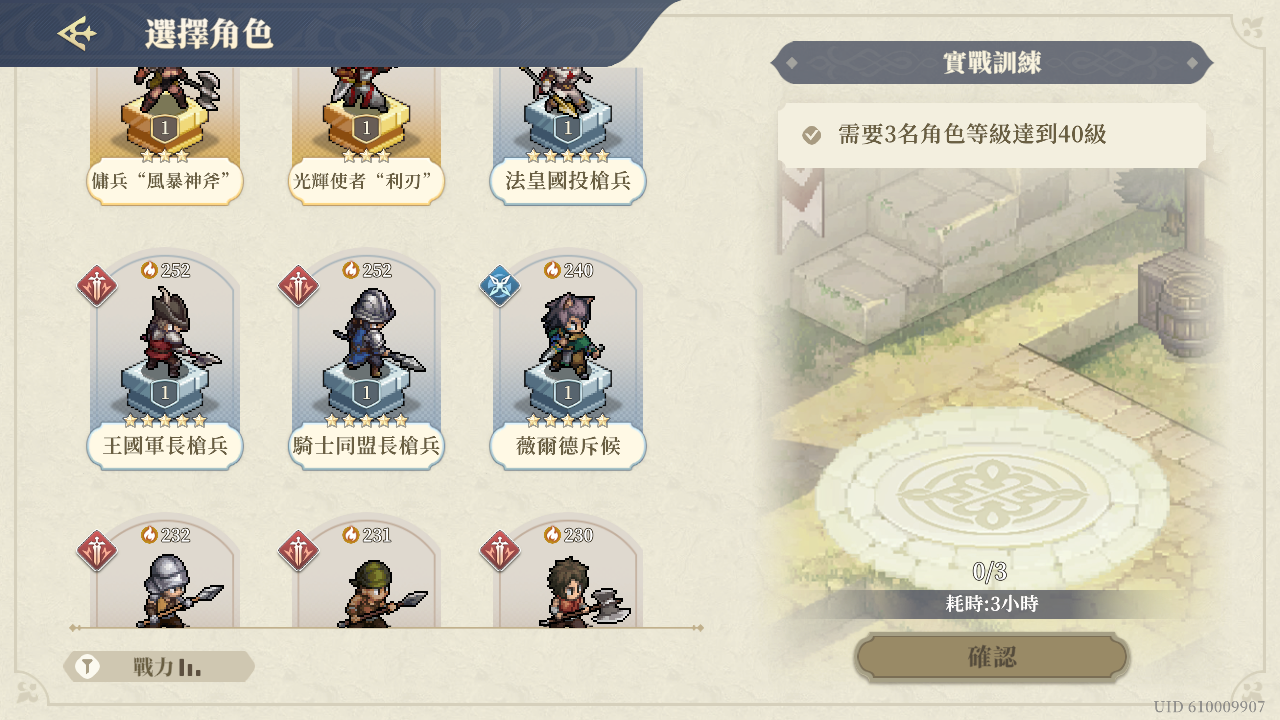 選擇角色
實戰訓練
需要3名角色等級達到40級
1
1
1
傭兵“風暴神斧”
光輝使者“利刃”
法皇國投槍兵
252
252
240
1
1
1
王國軍長槍兵
騎士同盟長槍兵
薇爾德斥候
232
231
230
0/3
耗時:3小時
戰力
確認
UID 610009907